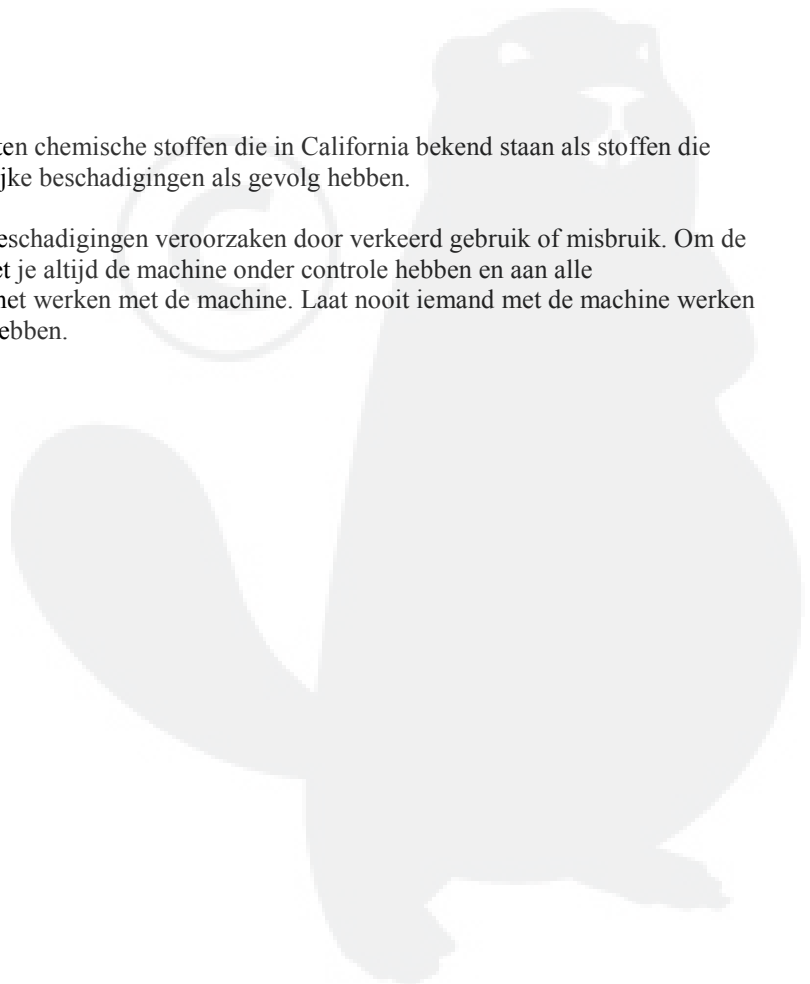 ten chemische stoffen die in California bekend staan als stoffen die
ijke beschadigingen als gevolg hebben.
eschadigingen veroorzaken door verkeerd gebruik of misbruik. Om de
et je altijd de machine onder controle hebben en aan alle
het werken met de machine. Laat nooit iemand met de machine werken
ebben.
©